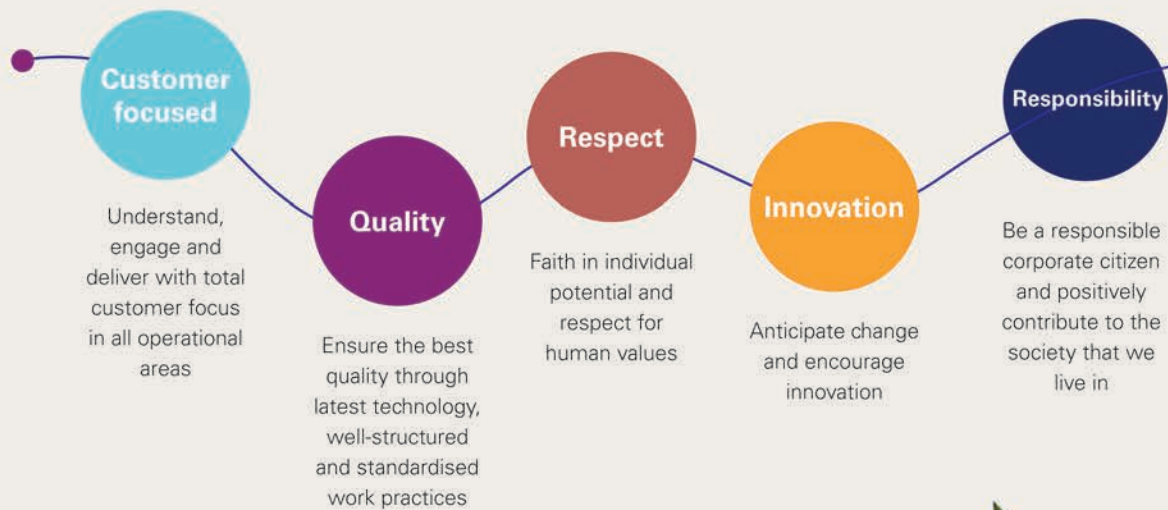 Customer
focused
Understand,
engage and
deliver with total
customer focus
in all operational
areas
Quality
Ensure the best
quality through
latest technology,
well-structured
and standardised
work practices
Respect
Faith in individual
potential and
respect for
human values
Innovation
Anticipate change
and encourage
innovation
Responsibility
Be a responsible
corporate citizen
and positively
contribute to the
society that we
live in